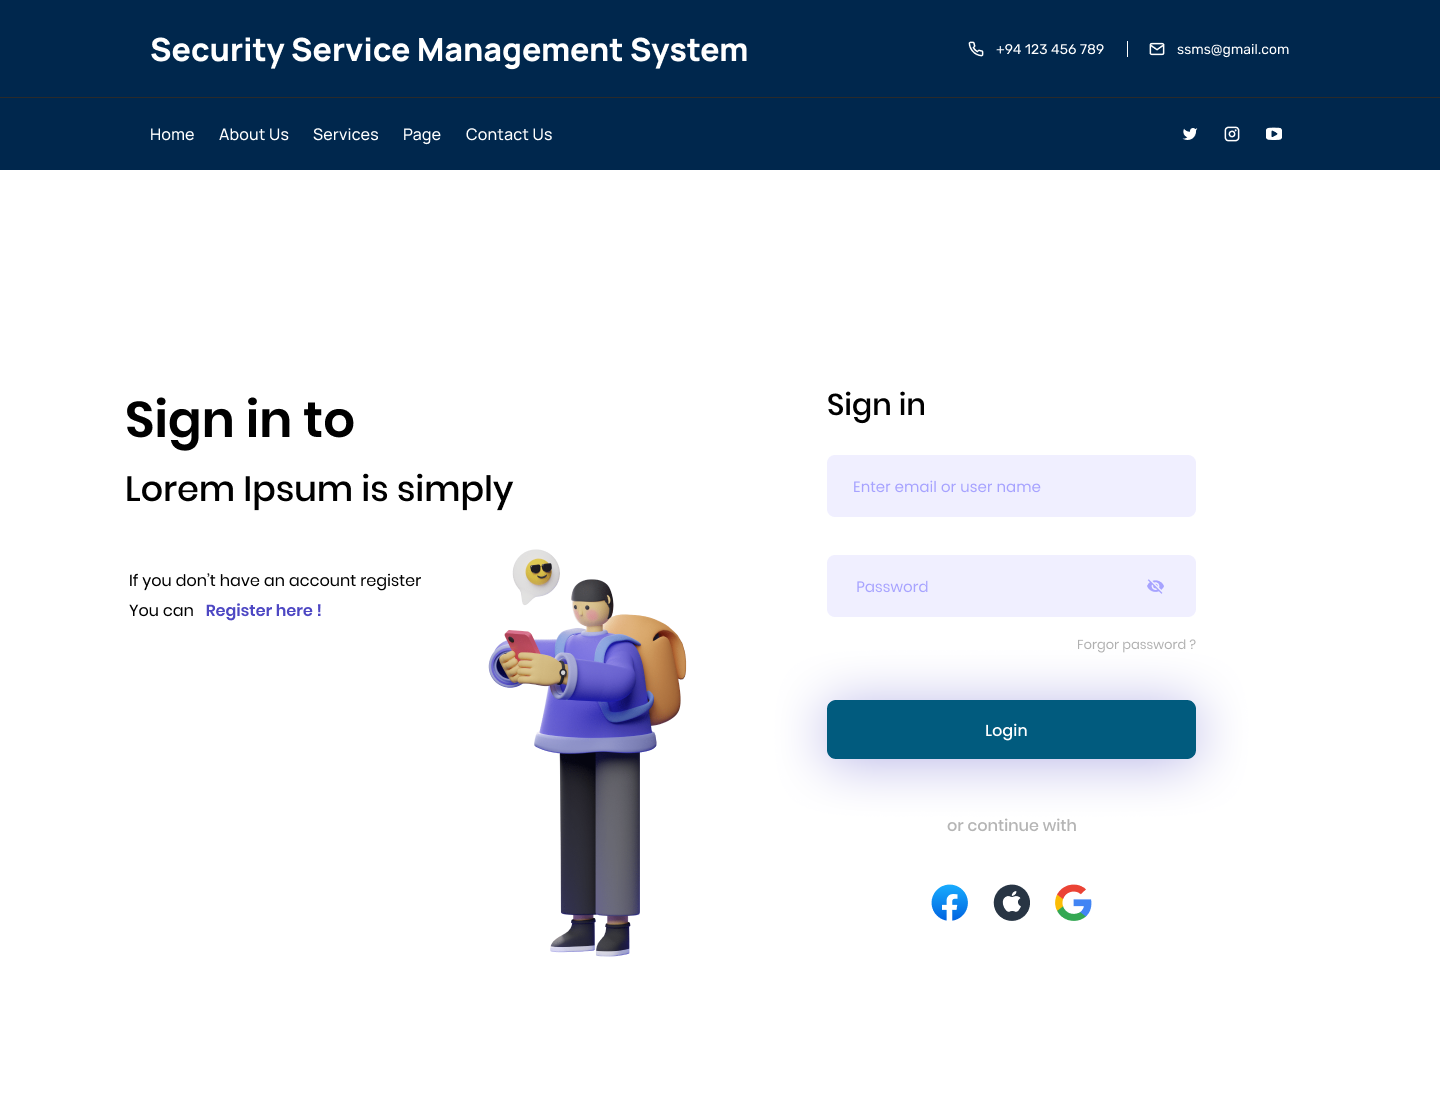 Security Service Management System
+94 123 456 789
ssms@gmail.com
Home About Us Services Page Contact Us
Sign in to
Lorem Ipsum is simply
If you don't have an account register
You can Register here !
Sign in
Enter email or user name
Password
Forgor password ?
Login
or continue with